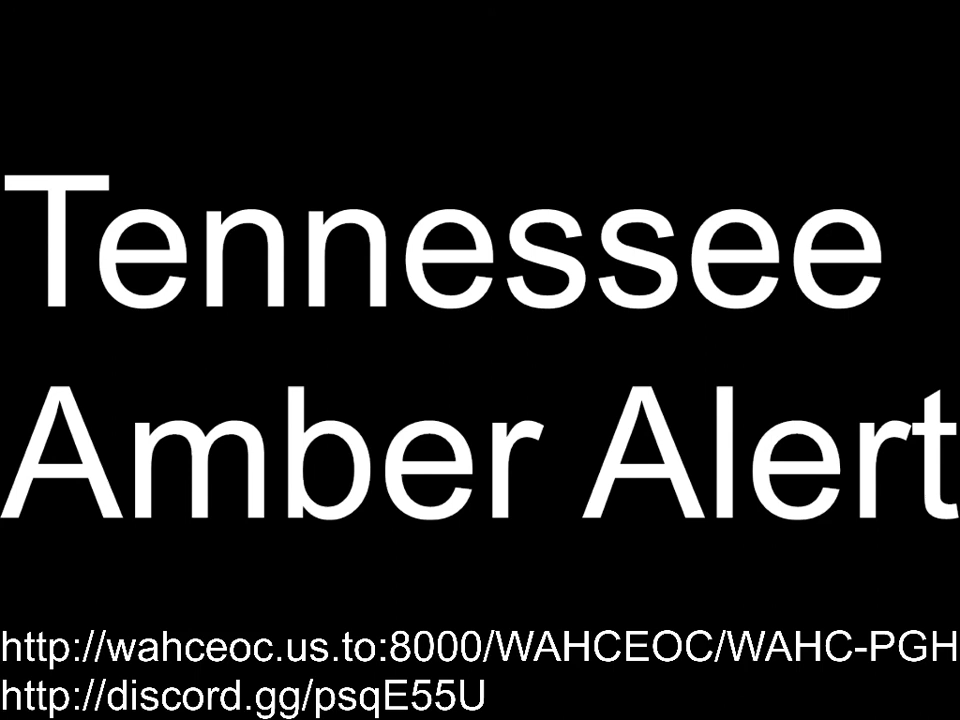 Tennessee
Amber Alert
http://wahceoc.us.to:8000/WAHCEOC/WAHC-PGH
http://discord.gg/psqE55U